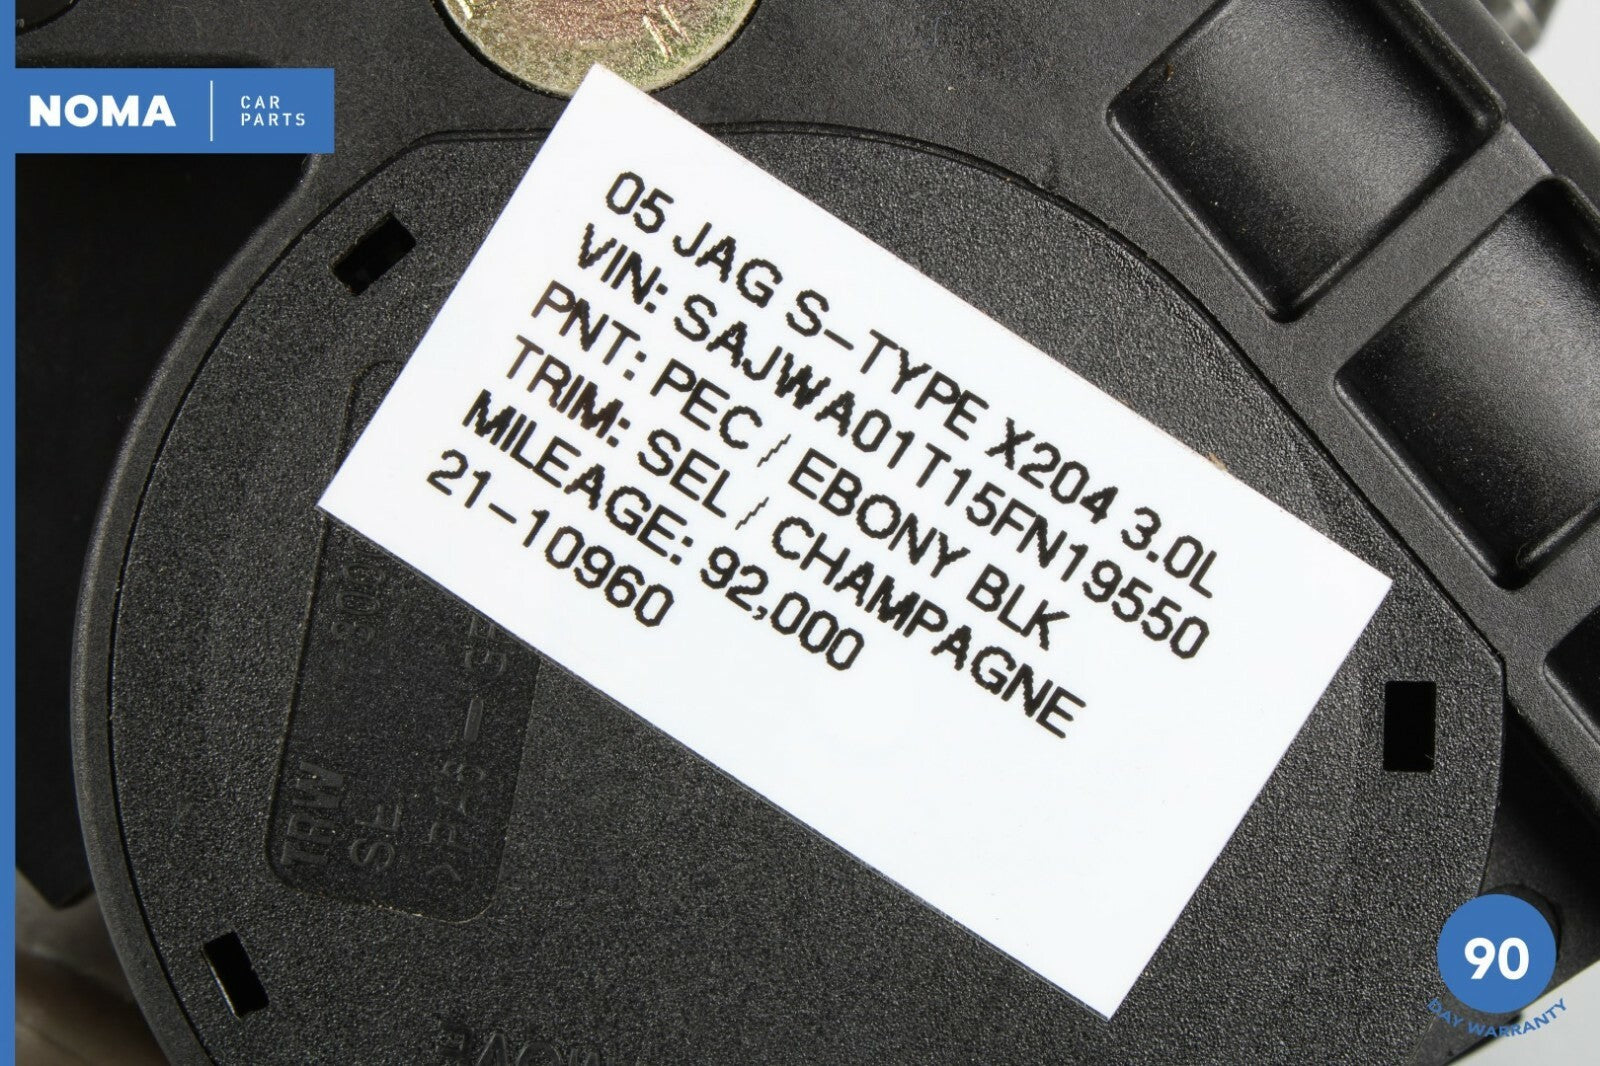 NOMA
CAR
PARTS
05 JAG S-TYPE X204 3.0L
VIN: SAJWA01T15FN19550
PNT: PEC / EBONY BLK
TRIM: SEL / CHAMPAGNE
MILEAGE: 92,000
21-10960
TRW
90
DAY WARRANTY